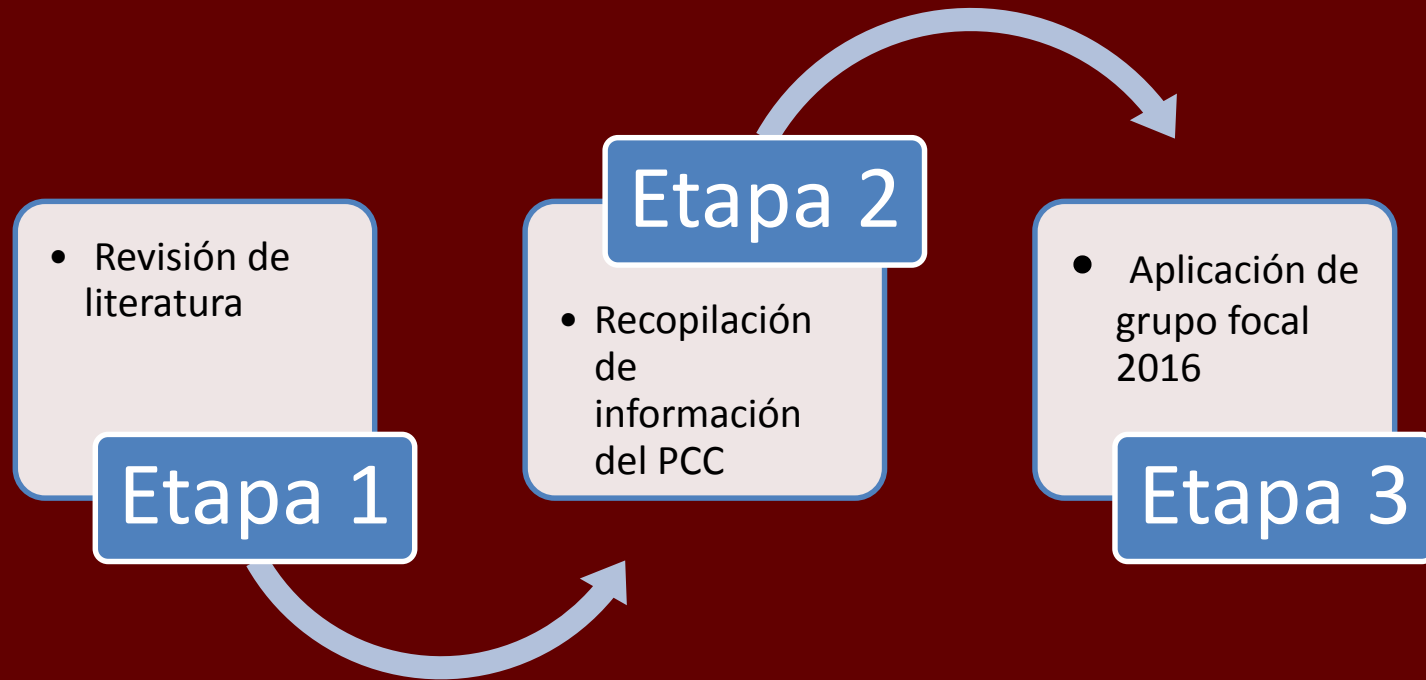 • Revisión de
literatura
Etapa 1
Etapa 2
• Recopilación
de
información
del PCC
• Aplicación de
grupo focal
2016
Etapa 3